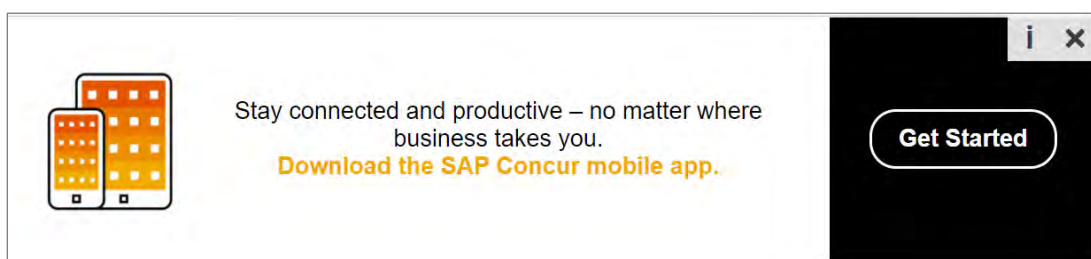 i ×
Stay connected and productive – no matter where
business takes you.
Download the SAP Concur mobile app.
Get Started